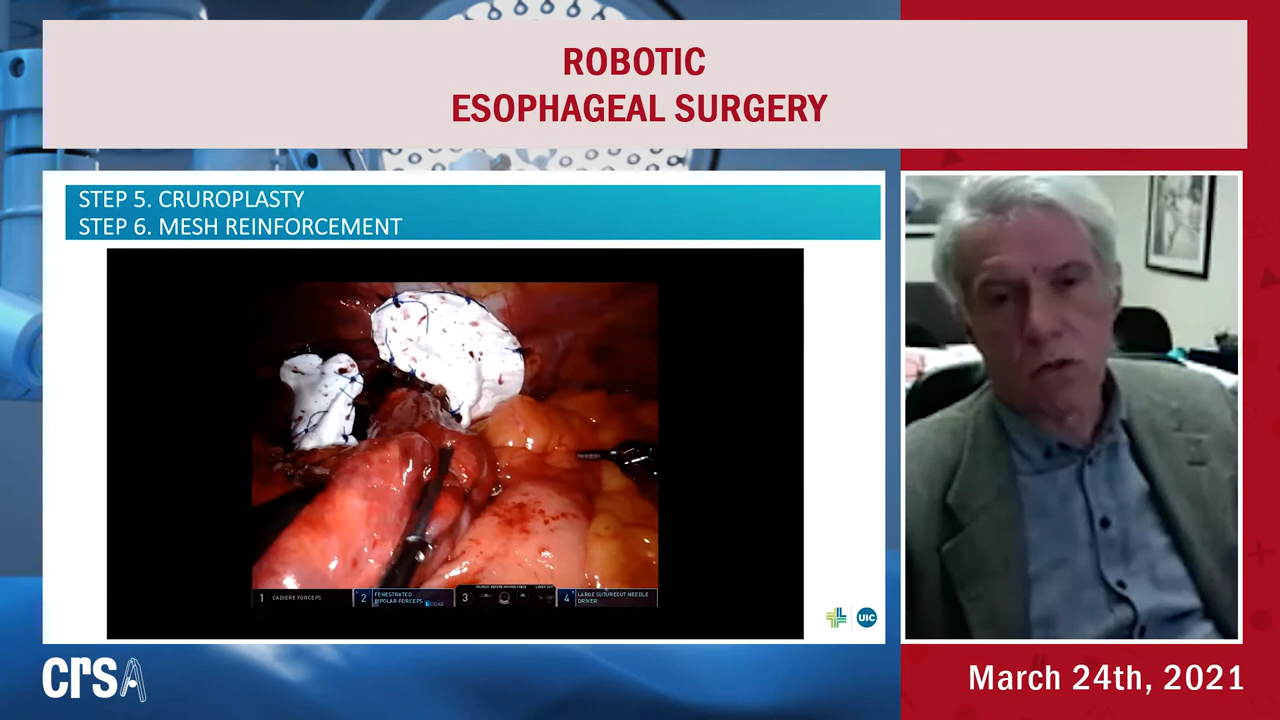 ROBOTIC
ESOPHAGEAL SURGERY
STEP 5. CRUROPLASTY
STEP 6. MESH REINFORCEMENT
1 CADIERE FORCEPS
2 FENESTRATED
BIPOLAR FORCEPS
3
4 LARGE SUTURECUT NEEDLE
DRIVER
UIC
crsa
March 24th, 2021